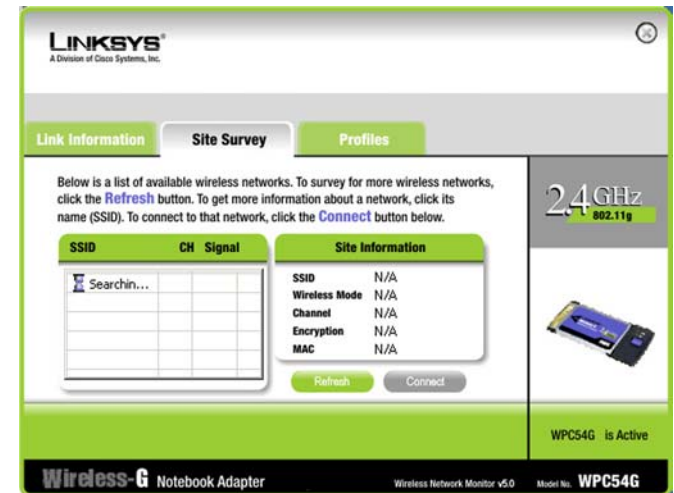 LINKSYS®
A Division of Cisco Systems, Inc.
Link Information Site Survey Profiles
Below is a list of available wireless networks. To survey for more wireless networks,
click the Refresh button. To get more information about a network, click its
name (SSID). To connect to that network, click the Connect button below.
2.4GHz
802.11g
SSID CH Signal
Searchin...
Site Information
SSID N/A
Wireless Mode N/A
Channel N/A
Encryption N/A
MAC N/A
Refresh Connect
WPC54G is Active
Wireless-G Notebook Adapter Wireless Network Monitor v5.0 Model No. WPC54G